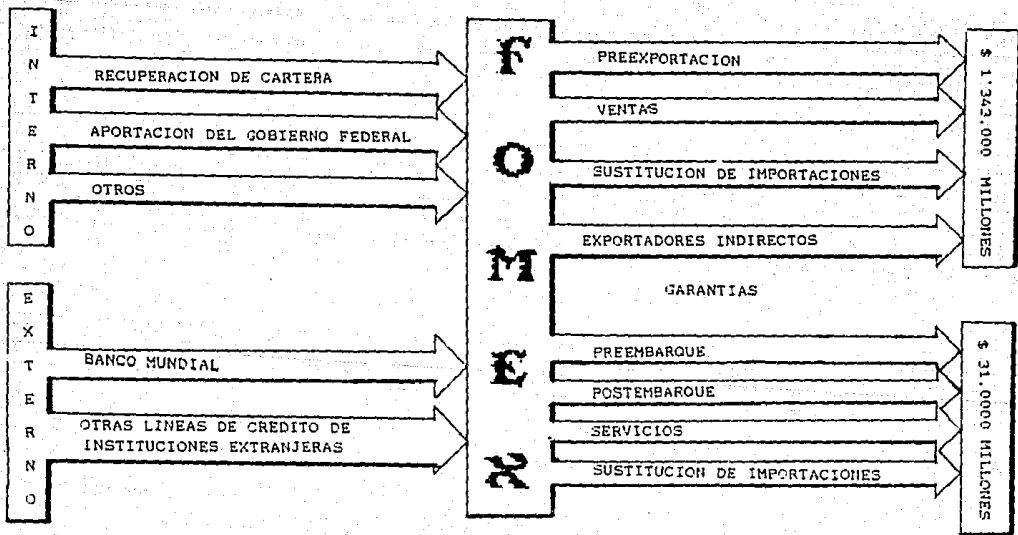 INTERNO
RECUPERACION DE CARTERA
APORTACION DEL GOBIERNO FEDERAL
OTROS
EXTERNO
BANCO MUNDIAL
OTRAS LINEAS DE CREDITO DE
INSTITUCIONES EXTRANJERAS
fOMEX
PREEXPORTACION
VENTAS
SUSTITUCION DE IMPORTACIONES
EXPORTADORES INDIRECTOS
$ 1'343.000 MILLONES
GARANTIAS
PREEMBARQUE
POSTEMBARQUE
SERVICIOS
SUSTITUCION DE IMPORTACIONES
$ 31.0000 MILLONES